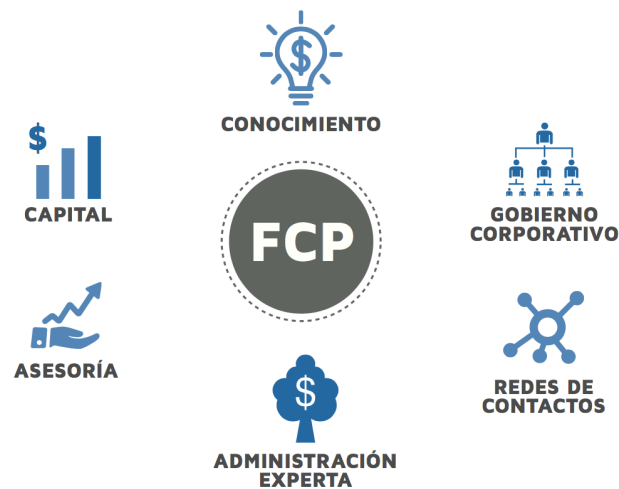 $
CONOCIMIENTO
$
CAPITAL
GOBIERNO
CORPORATIVO
FCP
ASESORÍA
REDES DE
CONTACTOS
$
ADMINISTRACIÓN
EXPERTA